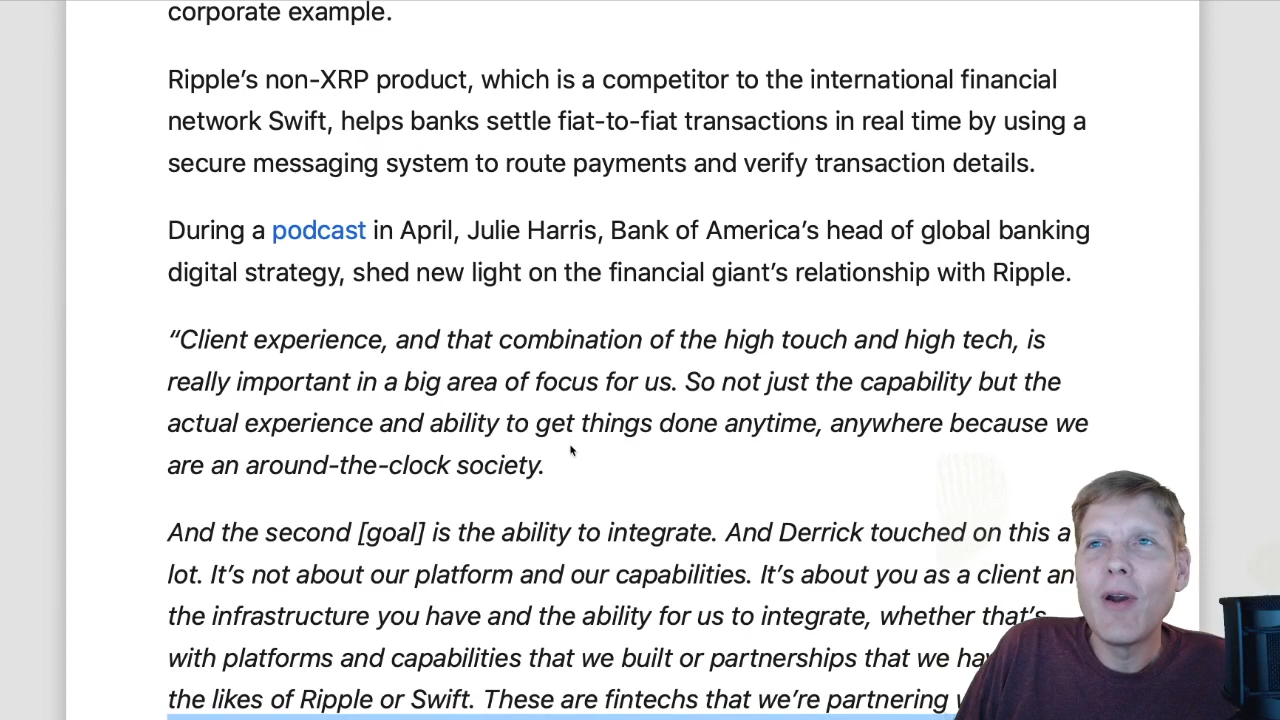 corporate example.
Ripple’s non-XRP product, which is a competitor to the international financial
network Swift, helps banks settle fiat-to-fiat transactions in real time by using a
secure messaging system to route payments and verify transaction details.
During a podcast in April, Julie Harris, Bank of America’s head of global banking
digital strategy, shed new light on the financial giant’s relationship with Ripple.
“Client experience, and that combination of the high touch and high tech, is
really important in a big area of focus for us. So not just the capability but the
actual experience and ability to get things done anytime, anywhere because we
are an around-the-clock society.
And the second [goal] is the ability to integrate. And Derrick touched on this a
lot. It’s not about our platform and our capabilities. It’s about you as a client
the infrastructure you have and the ability for us to integrate, whether that’s
with platforms and capabilities that we built or partnerships that we
the likes of Ripple or Swift. These are fintechs that we’re partnering